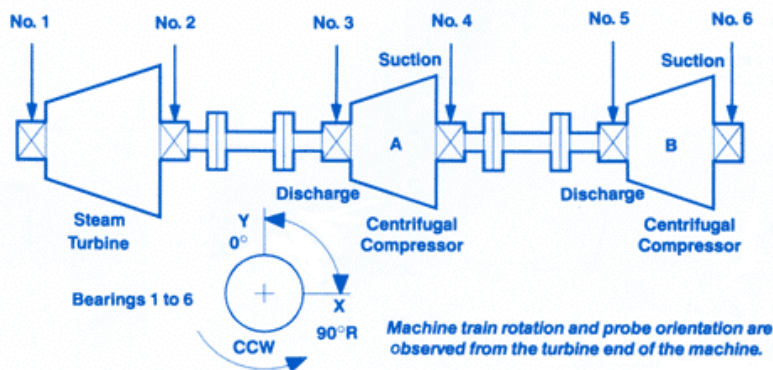 No. 1 No. 2 No. 3 No. 4 No. 5 No. 6
Suction Suction
A B
Discharge Discharge
Steam
Turbine
Centrifugal
Compressor
Centrifugal
Compressor
Y
0°
Bearings 1 to 6
X
90°R
CCW
Machine train rotation and probe orientation are
observed from the turbine end of the machine.